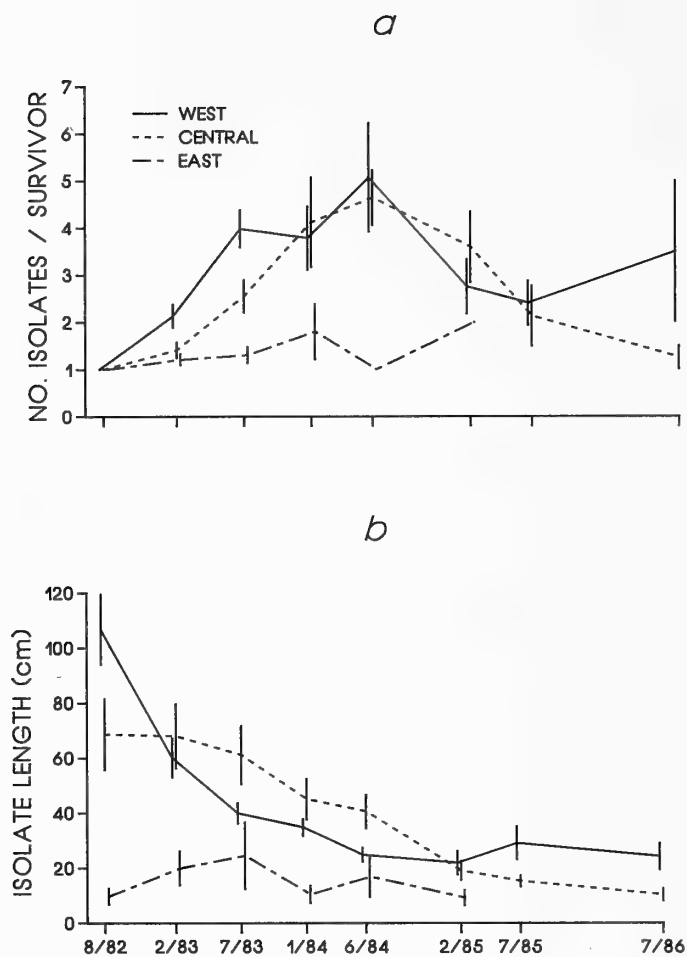 a
NO. ISOLATES / SURVIVOR
7
6
5
4
3
2
1
0
WEST
CENTRAL
EAST
b
ISOLATE LENGTH (cm)
120
100
80
60
40
20
0
8/82 2/83 7/83 1/84 6/84 2/85 7/85 7/86